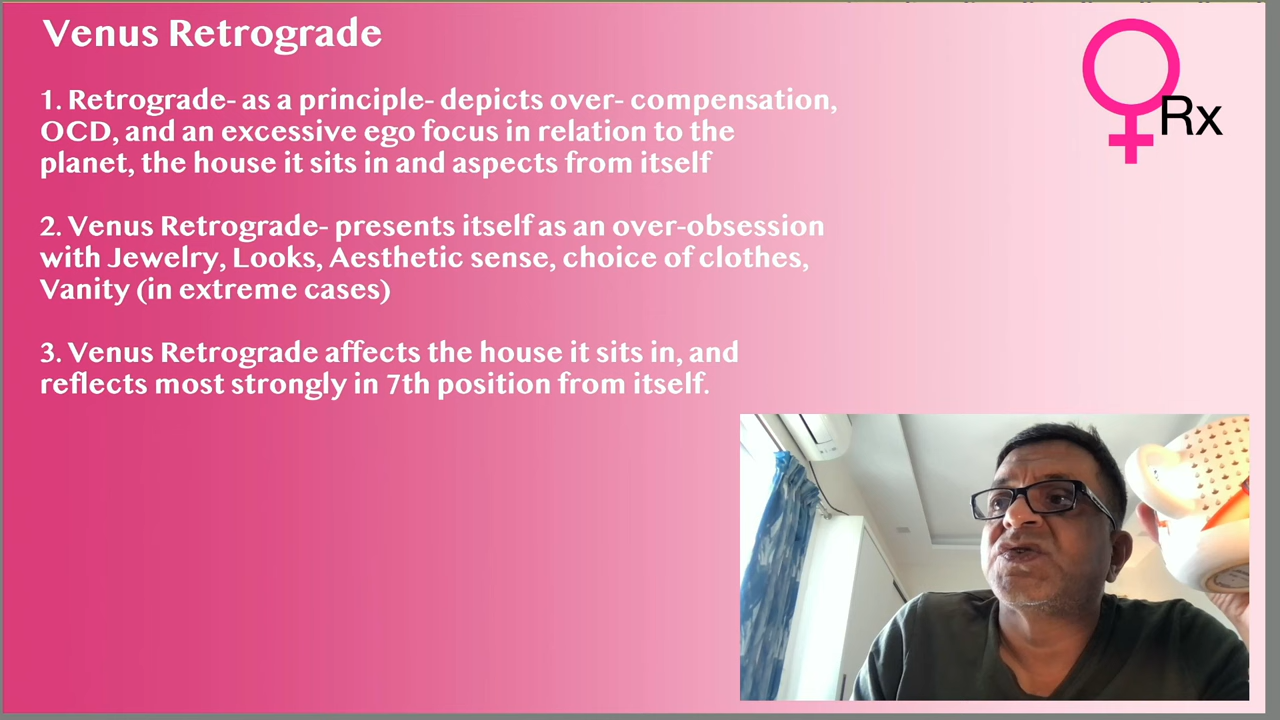 Venus Retrograde
Rx
1. Retrograde- as a principle- depicts over- compensation,
OCD, and an excessive ego focus in relation to the
planet, the house it sits in and aspects from itself
2. Venus Retrograde- presents itself as an over-obsession
with Jewelry, Looks, Aesthetic sense, choice of clothes,
Vanity (in extreme cases)
3. Venus Retrograde affects the house it sits in, and
reflects most strongly in 7th position from itself.